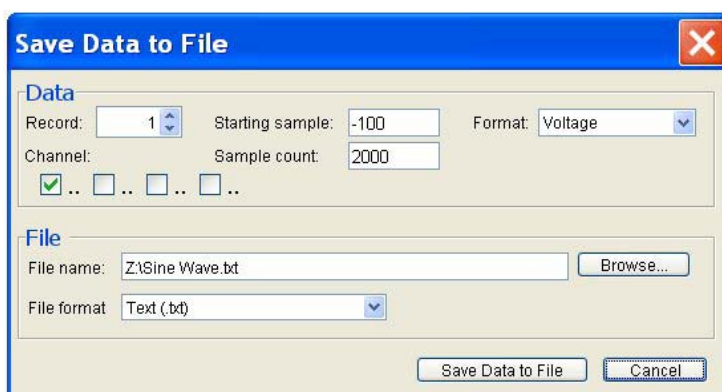 Save Data to File
Data
Record: 1 Starting sample: -100 Format: Voltage
Channel: Sample count: 2000
.. .. .. ..
File
File name: Z:\Sine Wave.txt Browse...
File format Text (.txt)
Save Data to File Cancel